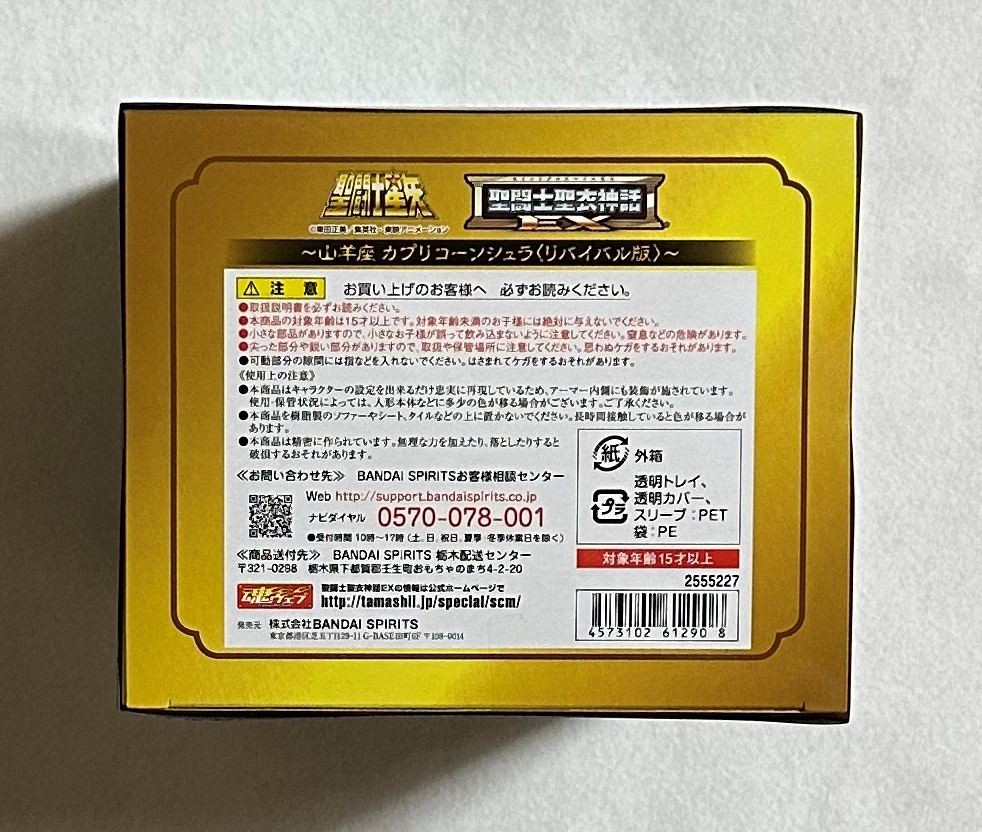 聖闘士星矢
聖闘士聖衣神話
EX
©車田正美/集英社・東映アニメーション
～山羊座 カプリコーンシュラ〈リバイバル版〉～
注意 お買い上げのお客様へ 必ずお読みください。
●取扱説明書を必ずお読みください。
●本商品の対象年齢は15才以上です。対象年齢未満のお子様には絶対に与えないでください。
●小さな部品がありますので、小さなお子様が誤って飲み込まないように注意してください。窒息などの危険があります。
●尖った部分や鋭い部分がありますので、取扱や保管場所に注意してください。思わぬケガをするおそれがあります。
●可動部分の隙間には指などを入れないでください。はさまれてケガをするおそれがあります。
《使用上の注意》
●本商品はキャラクターの設定を出来るだけ忠実に再現しているため、アーマー内側にも装飾が施されています。
使用・保管状況によっては、人形本体などに多少の色が移る場合がございます。ご了承ください。
●本商品を樹脂製のソファーやシート、タイルなどの上に置かないでください。長時間接触していると色が移る場合が
あります。
●本商品は精密に作られています。無理な力を加えたり、落としたりすると
破損するおそれがあります。
≪お問い合わせ先≫ BANDAI SPIRITSお客様相談センター
Web http://support.bandaispirits.co.jp
ナビダイヤル 0570-078-001
●受付時間 10時～17時(土、日、祝日、夏季・冬季休業日を除く)
≪商品送付先≫ BANDAI SPIRITS 栃木配送センター
〒321-0298 栃木県下都賀郡壬生町おもちゃのまち4-2-20
魂ウェブ
聖闘士聖衣神話EXの情報は公式ホームページで
http://tamashii.jp/special/scm/
発売元 株式会社BANDAI SPIRITS
東京都港区芝五丁目29-11 G-BASE田町6F 〒108-0014
紙 外箱
プラ
透明トレイ、
透明カバー、
スリーブ:PET
袋:PE
対象年齢15才以上
2555227
4573102 61290 8